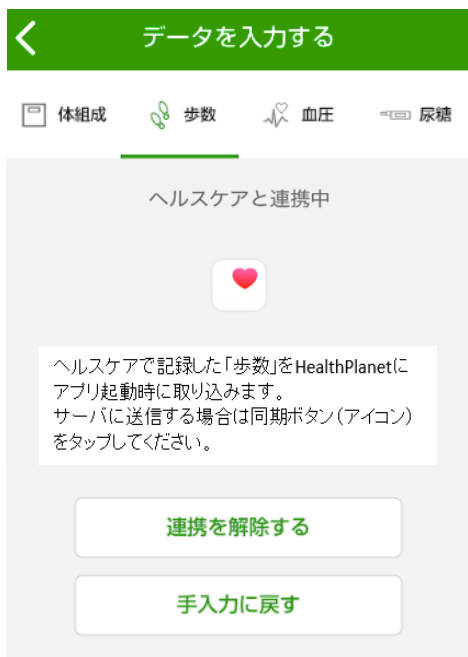 データを入力する
体組成
歩数
血圧
尿糖
ヘルスケアと連携中
ヘルスケアで記録した「歩数」をHealthPlanetに
アプリ起動時に取り込みます。
サーバに送信する場合は同期ボタン（アイコン）
をタップしてください。
連携を解除する
手入力に戻す